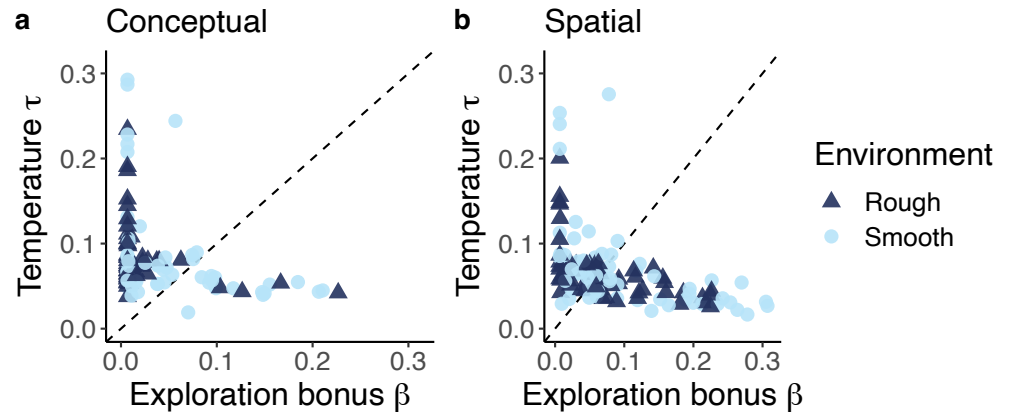 a Conceptual
Temperature τ
0.3
0.2
0.1
0.0
0.0 0.1 0.2 0.3
Exploration bonus β
b Spatial
Temperature τ
0.3
0.2
0.1
0.0
0.0 0.1 0.2 0.3
Exploration bonus β
Environment
Rough
Smooth